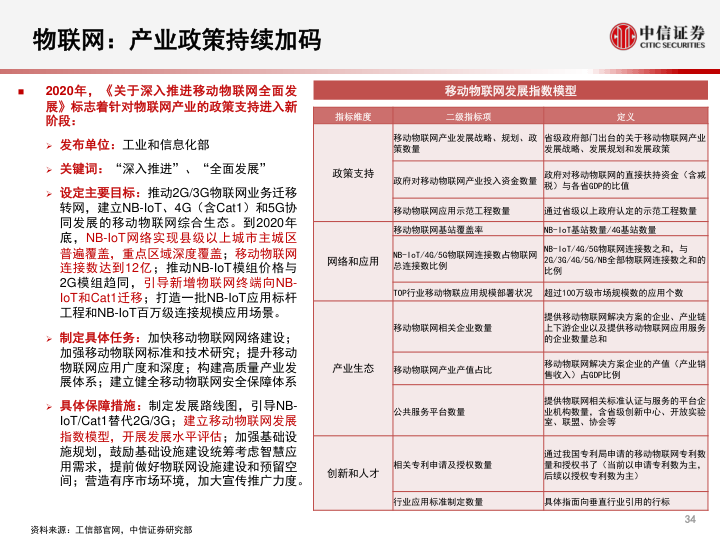 物联网：产业政策持续加码
中信证券
CITIC SECURITIES
2020年，《关于深入推进移动物联网全面发
展》标志着针对物联网产业的政策支持进入新
阶段：
发布单位：工业和信息化部
关键词：“深入推进”、“全面发展”
设定主要目标：推动2G/3G物联网业务迁移
转网，建立NB-IoT、4G（含Cat1）和5G协
同发展的移动物联网综合生态。到2020年
底，NB-IoT网络实现县级以上城市主城区
普遍覆盖，重点区域深度覆盖；移动物联网
连接数达到12亿；推动NB-IoT模组价格与
2G模组趋同，引导新增物联网终端向NB-
IoT和Cat1迁移；打造一批NB-IoT应用标杆
工程和NB-IoT百万级连接规模应用场景。
制定具体任务：加快移动物联网网络建设；
加强移动物联网标准和技术研究；提升移动
物联网应用广度和深度；构建高质量产业发
展体系；建立健全移动物联网安全保障体系
具体保障措施：制定发展路线图，引导NB-
IoT/Cat1替代2G/3G；建立移动物联网发展
指数模型，开展发展水平评估；加强基础设
施规划，鼓励基础设施建设统筹考虑智慧应
用需求，提前做好物联网设施建设和预留空
间；营造有序市场环境，加大宣传推广力度。
移动物联网发展指数模型
指标维度 二级指标项 定义
政策支持
移动物联网产业发展战略、规划、政
策数量
省级政府部门出台的关于移动物联网产业
发展战略、发展规划和发展政策
政府对移动物联网产业投入资金数量
政府对移动物联网的直接扶持资金（含减
税）与各省GDP的比值
移动物联网应用示范工程数量 通过省级以上政府认定的示范工程数量
网络和应用
移动物联网基站覆盖率 NB-IoT基站数量/4G基站数量
NB-IoT/4G/5G物联网连接数占物联网
总连接数比例
NB-IoT/4G/5G物联网连接数之和，与
2G/3G/4G/5G/NB全部物联网连接数之和的
比例
TOP行业移动物联应用规模部署状况 超过100万级市场规模数的应用个数
产业生态
移动物联网相关企业数量
提供移动物联网解决方案的企业、产业链
上下游企业以及提供移动物联网应用服务
的企业数量总和
移动物联网产业产值占比
移动物联网解决方案企业的产值（产业销
售收入）占GDP比例
公共服务平台数量
提供物联网相关标准认证与服务的平台企
业机构数量，含省级创新中心、开放实验
室、联盟、协会等
创新和人才
相关专利申请及授权数量
通过我国专利局申请的移动物联网专利数
量和授权书了（当前以申请专利数为主，
后续以授权专利数为主）
行业应用标准制定数量 具体指面向垂直行业引用的行标
资料来源：工信部官网，中信证券研究部
34